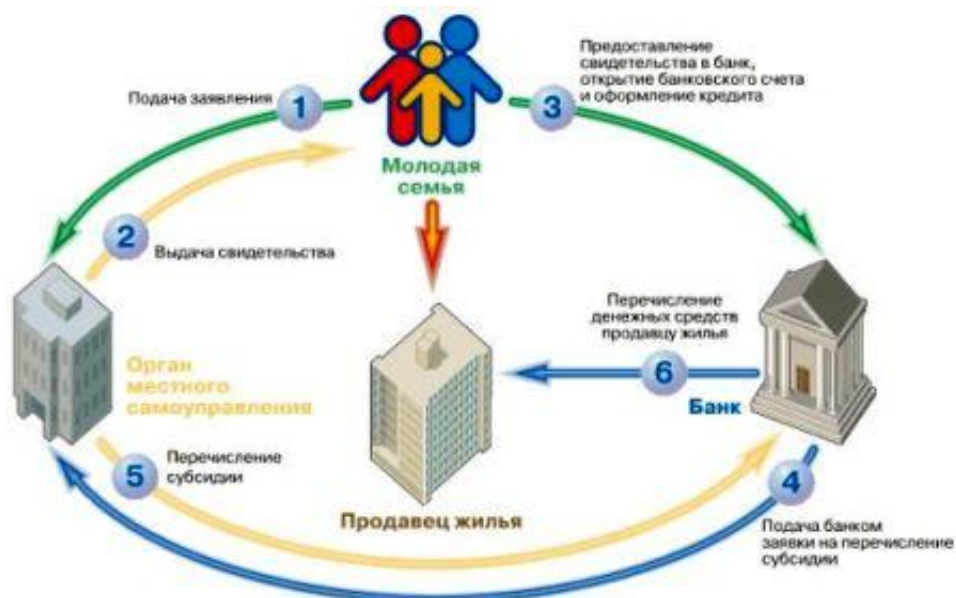 Подача заявления
1
Предоставление
свидетельства в банк,
открытие банковского счета
и оформление кредита
3
Молодая
семья
2
Выдача свидетельства
Орган
местного
самоуправления
Перечисление
денежных средств
продавцу жилья
6
Банк
5
Перечисление
субсидии
Продавец жилья
4
Подача банком
заявки на перечисление
субсидии